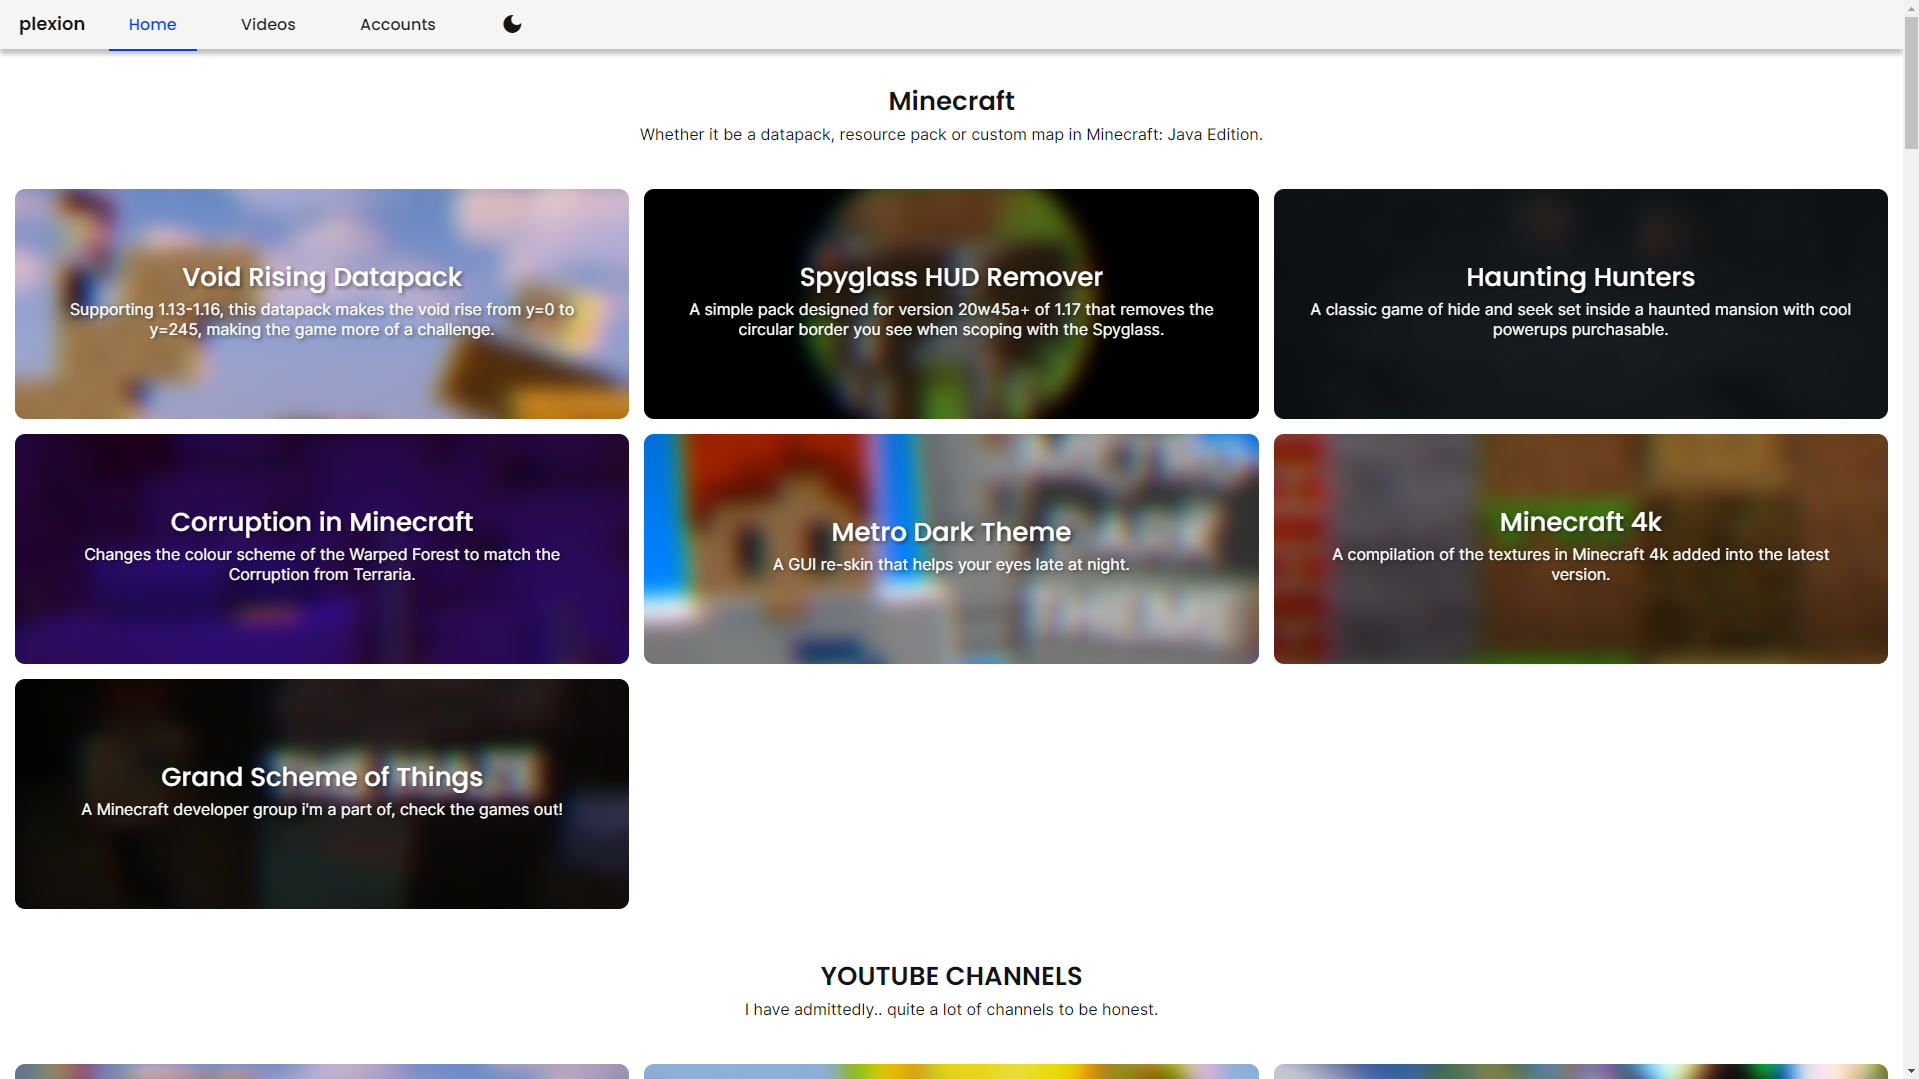 plexion
Home
Videos
Accounts
Minecraft
Whether it be a datapack, resource pack or custom map in Minecraft: Java Edition.
Void Rising Datapack
Supporting 1.13-1.16, this datapack makes the void rise from y=0 to
y=245, making the game more of a challenge.
Spyglass HUD Remover
A simple pack designed for version 20w45a+ of 1.17 that removes the
circular border you see when scoping with the Spyglass.
Haunting Hunters
A classic game of hide and seek set inside a haunted mansion with cool
powerups purchasable.
Corruption in Minecraft
Changes the colour scheme of the Warped Forest to match the
Corruption from Terraria.
Metro Dark Theme
A GUI re-skin that helps your eyes late at night.
DARK
THEME
Minecraft 4k
A compilation of the textures in Minecraft 4k added into the latest
version.
Grand Scheme of Things
A Minecraft developer group i'm a part of, check the games out!
YOUTUBE CHANNELS
I have admittedly.. quite a lot of channels to be honest.